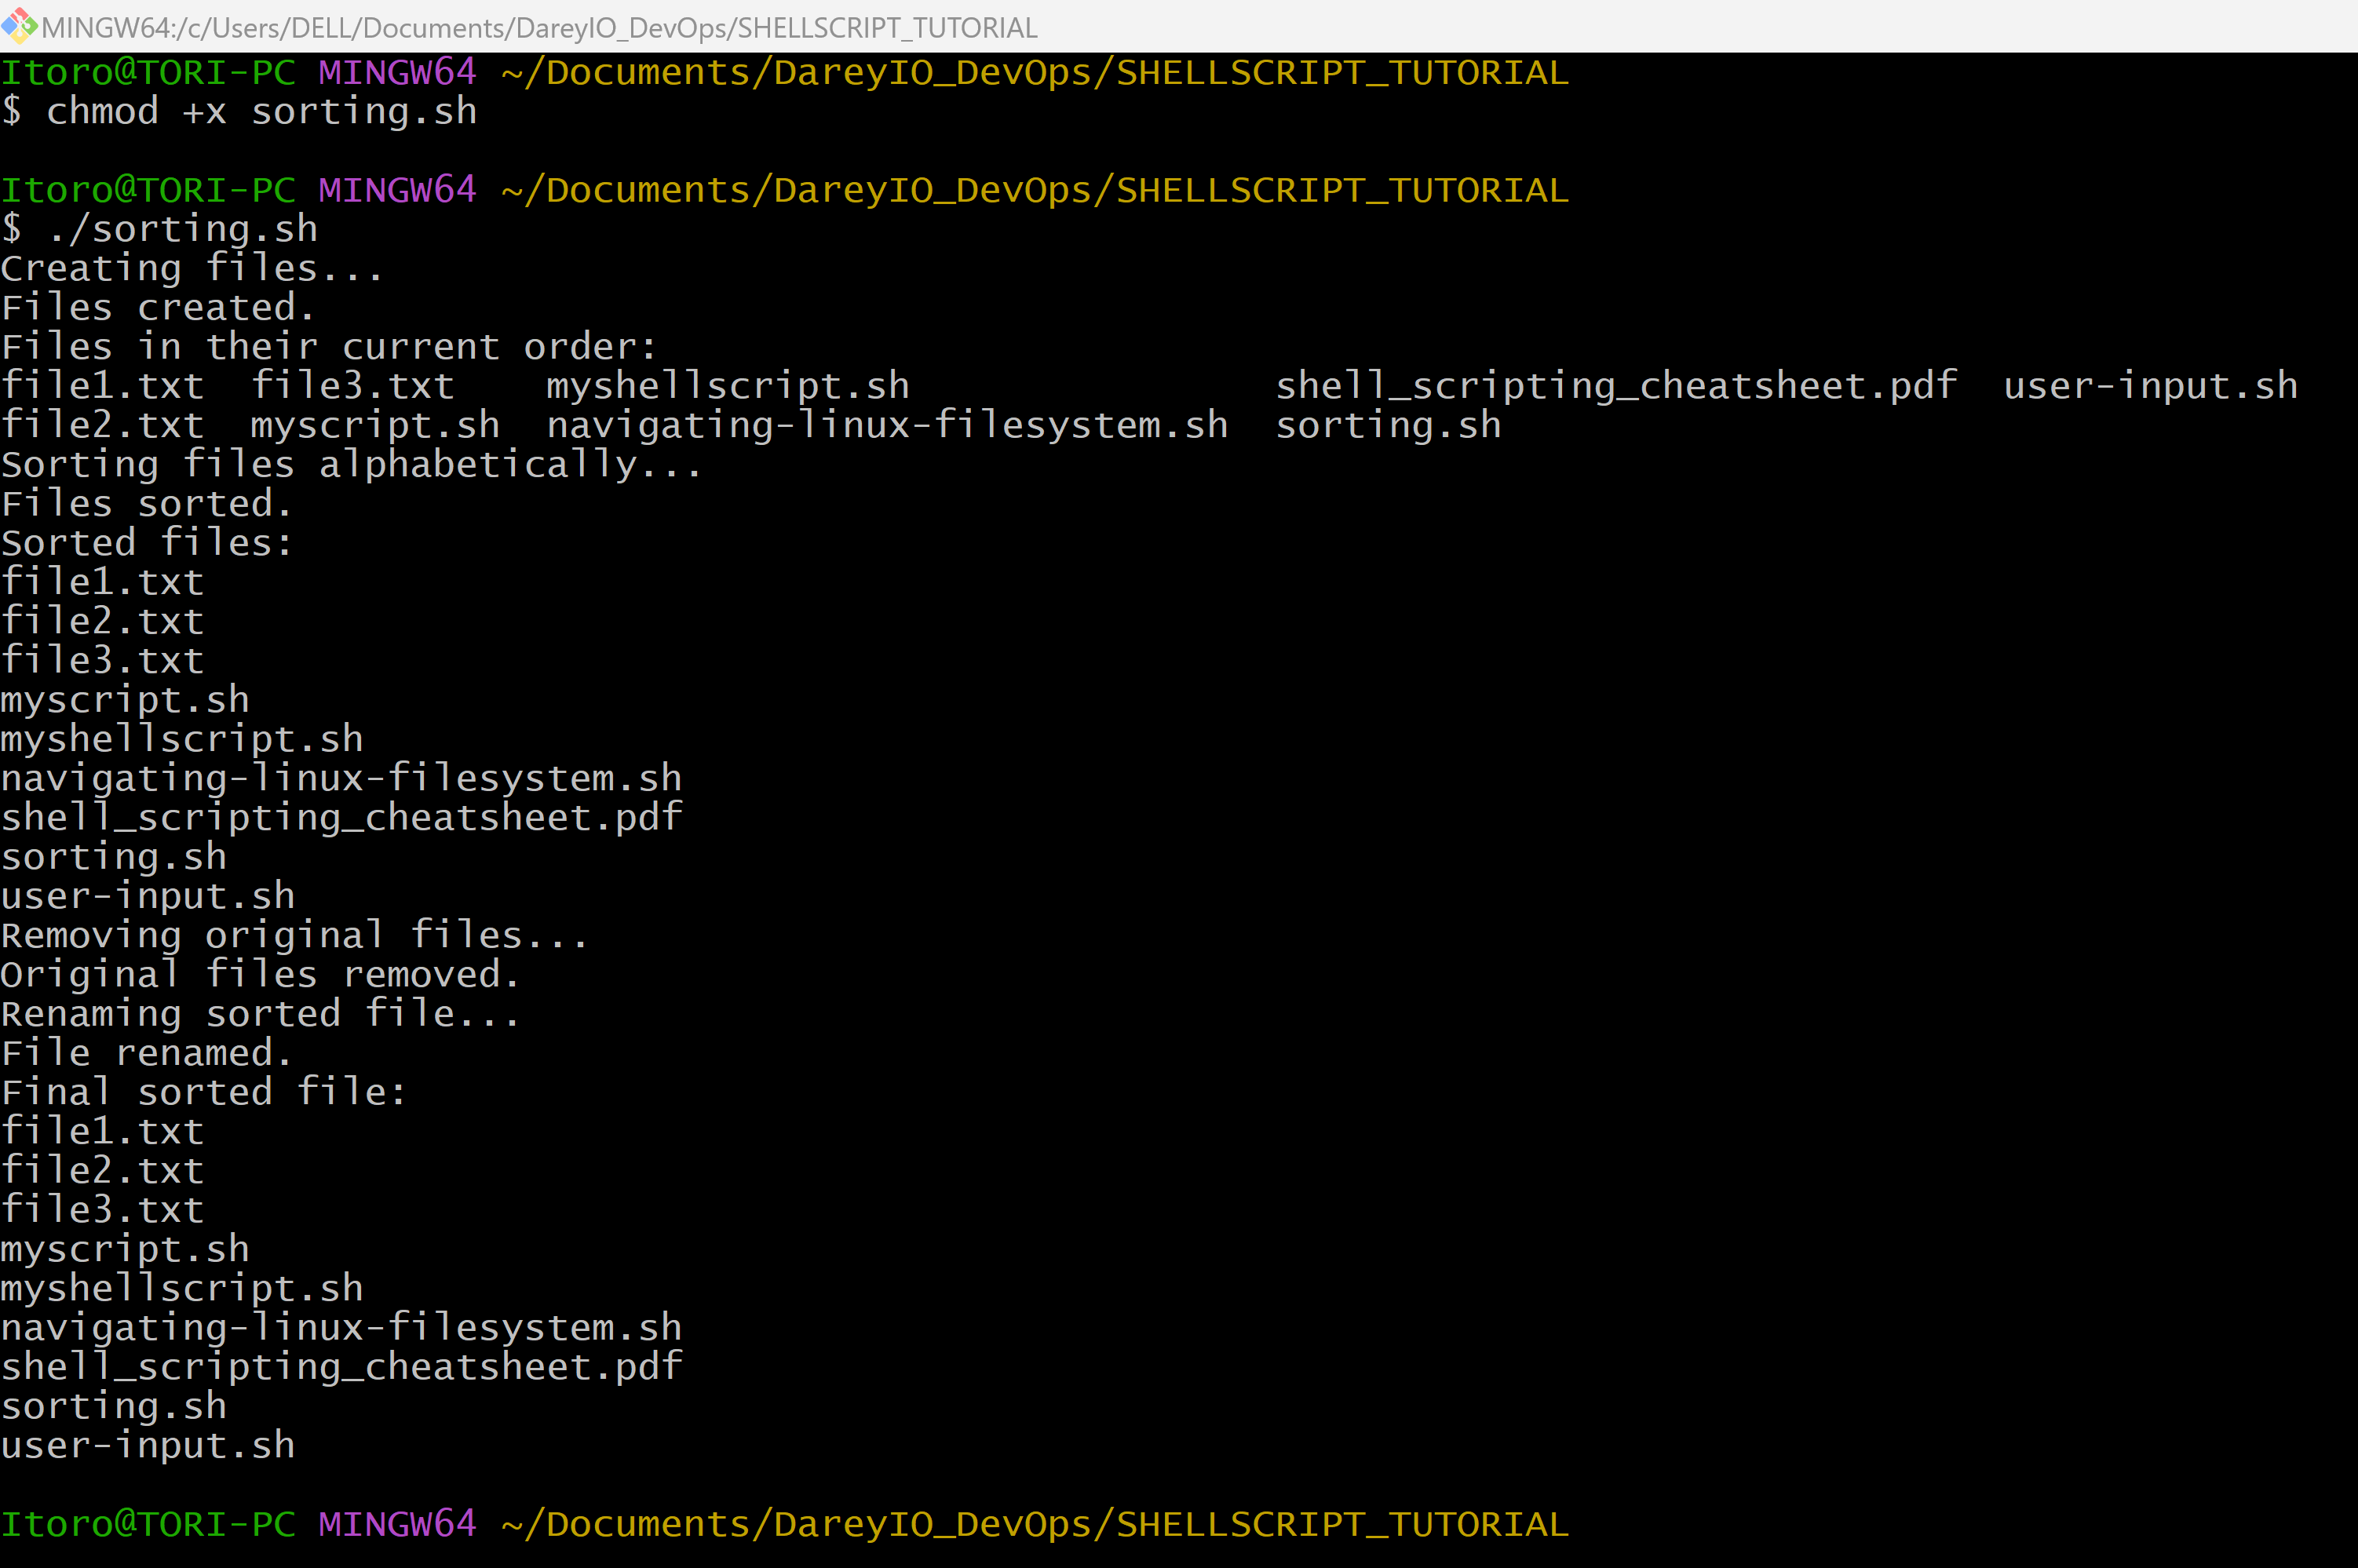 MINGW64:/c/Users/DELL/Documents/DareyIO_DevOps/SHELLSCRIPT_TUTORIAL
Itoro@TORI-PC MINGW64 ~/Documents/DareyIO_DevOps/SHELLSCRIPT_TUTORIAL
$ chmod +x sorting.sh
Itoro@TORI-PC MINGW64 ~/Documents/DareyIO_DevOps/SHELLSCRIPT_TUTORIAL
$ ./sorting.sh
Creating files...
Files created.
Files in their current order:
file1.txt  file3.txt    myshellscript.sh                shell_scripting_cheatsheet.pdf  user-input.sh
file2.txt  myscript.sh  navigating-linux-filesystem.sh  sorting.sh
Sorting files alphabetically...
Files sorted.
Sorted files:
file1.txt
file2.txt
file3.txt
myscript.sh
myshellscript.sh
navigating-linux-filesystem.sh
shell_scripting_cheatsheet.pdf
sorting.sh
user-input.sh
Removing original files...
Original files removed.
Renaming sorted file...
File renamed.
Final sorted file:
file1.txt
file2.txt
file3.txt
myscript.sh
myshellscript.sh
navigating-linux-filesystem.sh
shell_scripting_cheatsheet.pdf
sorting.sh
user-input.sh
Itoro@TORI-PC MINGW64 ~/Documents/DareyIO_DevOps/SHELLSCRIPT_TUTORIAL